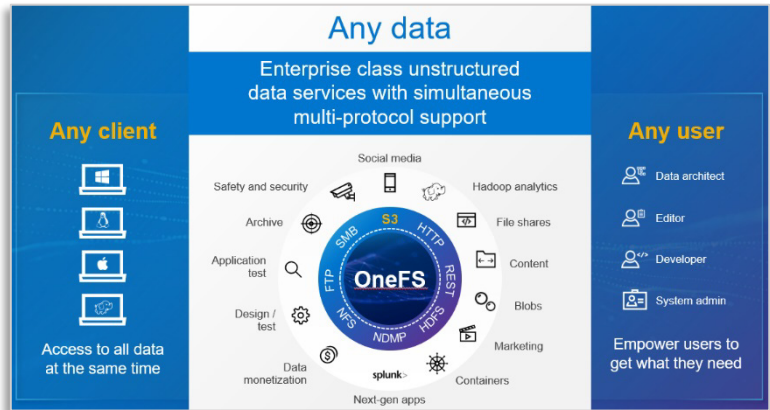 Any data
Enterprise class unstructured
data services with simultaneous
multi-protocol support
Any client
Access to all data
at the same time
Social media
Safety and security
Hadoop analytics
Archive
File shares
Application
test
Content
Design /
test
Blobs
Data
monetization
Marketing
Containers
splunk>
Next-gen apps
S3
HTTP
REST
HDFS
NDMP
NFS
FTP
SMB
OneFS
Any user
Data architect
Editor
Developer
System admin
Empower users to
get what they need